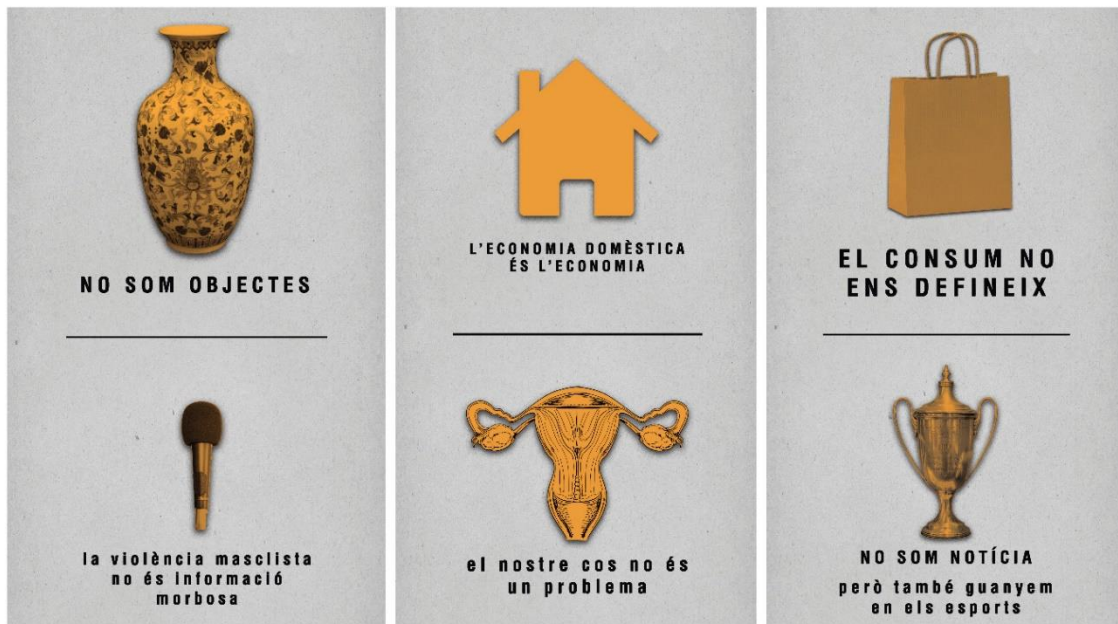 NO SOM OBJECTES
la violència masclista
no és informació
morbosa
L'ECONOMIA DOMÈSTICA
ÉS L'ECONOMIA
el nostre cos no és
un problema
EL CONSUM NO
ENS DEFINEIX
NO SOM NOTÍCIA
però també guanyem
en els esports